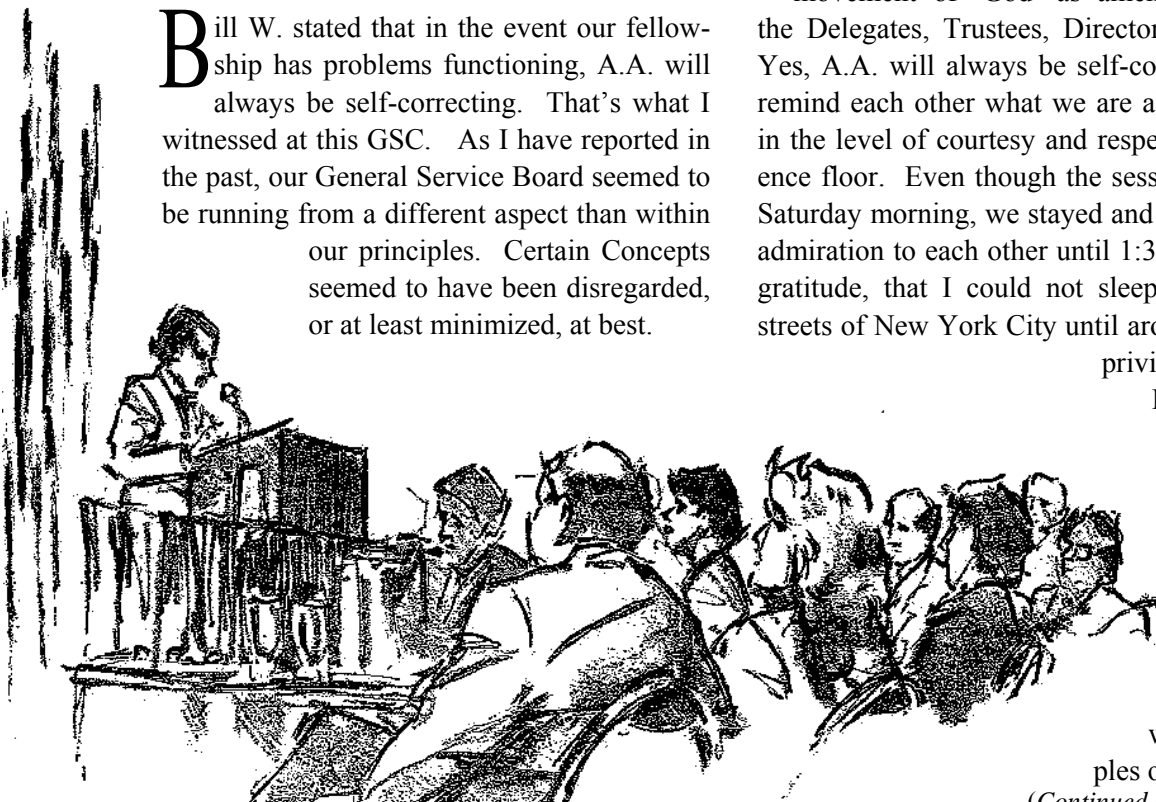 Bill W. stated that in the event our fellow-
ship has problems functioning, A.A. will
always be self-correcting. That's what I
witnessed at this GSC. As I have reported in
the past, our General Service Board seemed to
be running from a different aspect than within
our principles. Certain Concepts
seemed to have been disregarded,
or at least minimized, at best.
movement of God as
the Delegates, Trustees, Director
Yes, A.A. will always be self-co
remind each other what we are a
in the level of courtesy and respe
ence floor. Even though the sess
Saturday morning, we stayed and
admiration to each other until 1:3
gratitude, that I could not sleep
streets of New York City until aro
privi
ples o
(Continued